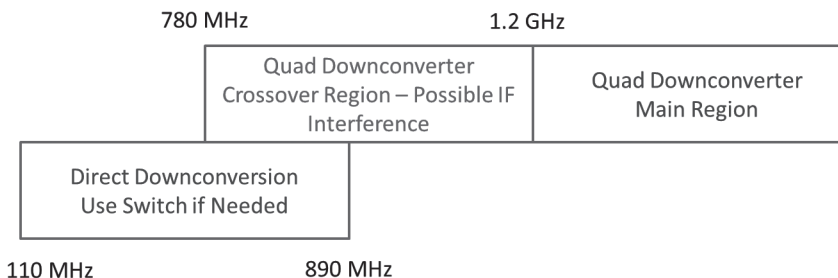 780 MHz
1.2 GHz
Quad Downconverter
Crossover Region – Possible IF
Interference
Quad Downconverter
Main Region
Direct Downconversion
Use Switch if Needed
110 MHz
890 MHz